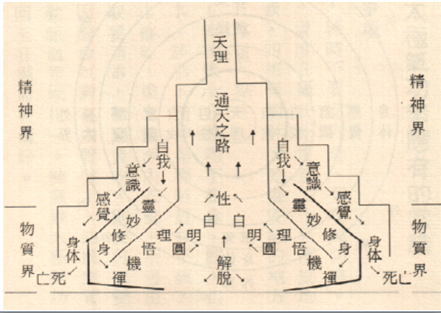 天理
通天之路
精神界
精神界
自我
自我
意識
意識
感覺
感覺
身体
身体
亡死
死亡
物質界
物質界
靈妙修身
靈妙修身
性
理明白
白明理
悟圓
圓悟
禪機
機禪
解脫